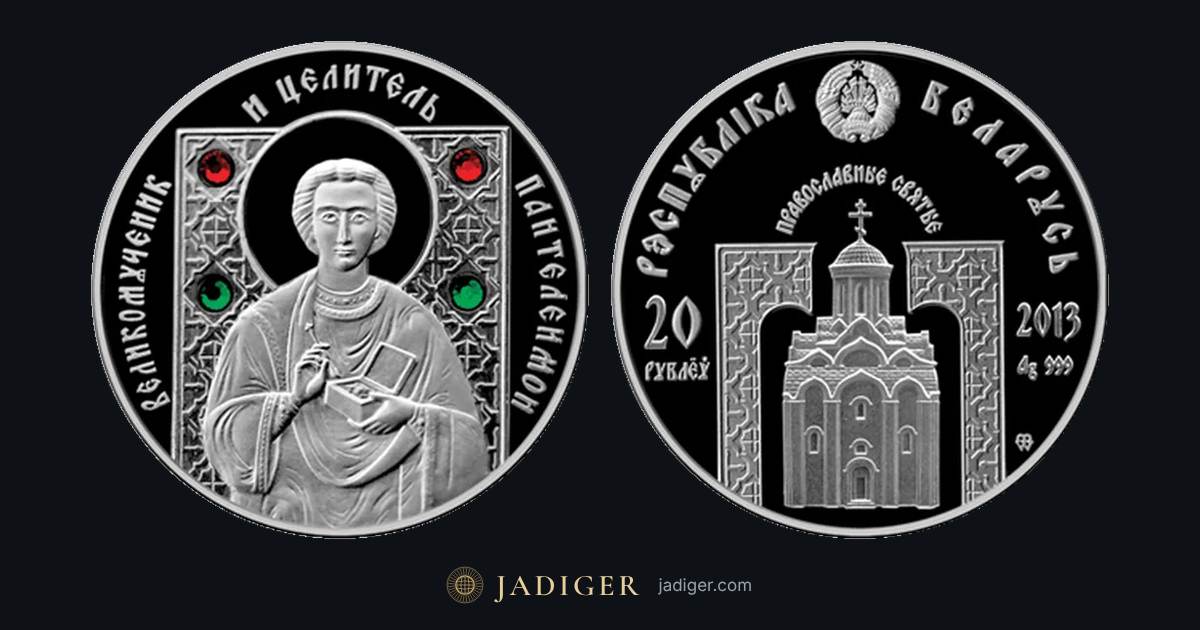 ВЕЛИКОМУЧЕНИК И ЦЕЛИТЕЛЬ ПАНТЕЛЕИМОН
РЭСПУБЛІКА БЕЛАРУСЬ
ПРАВОСЛАВНЫЕ СВЯТЫЕ
20
РУБЛЁЎ
2013
Ag 999
JADIGER jadiger.com